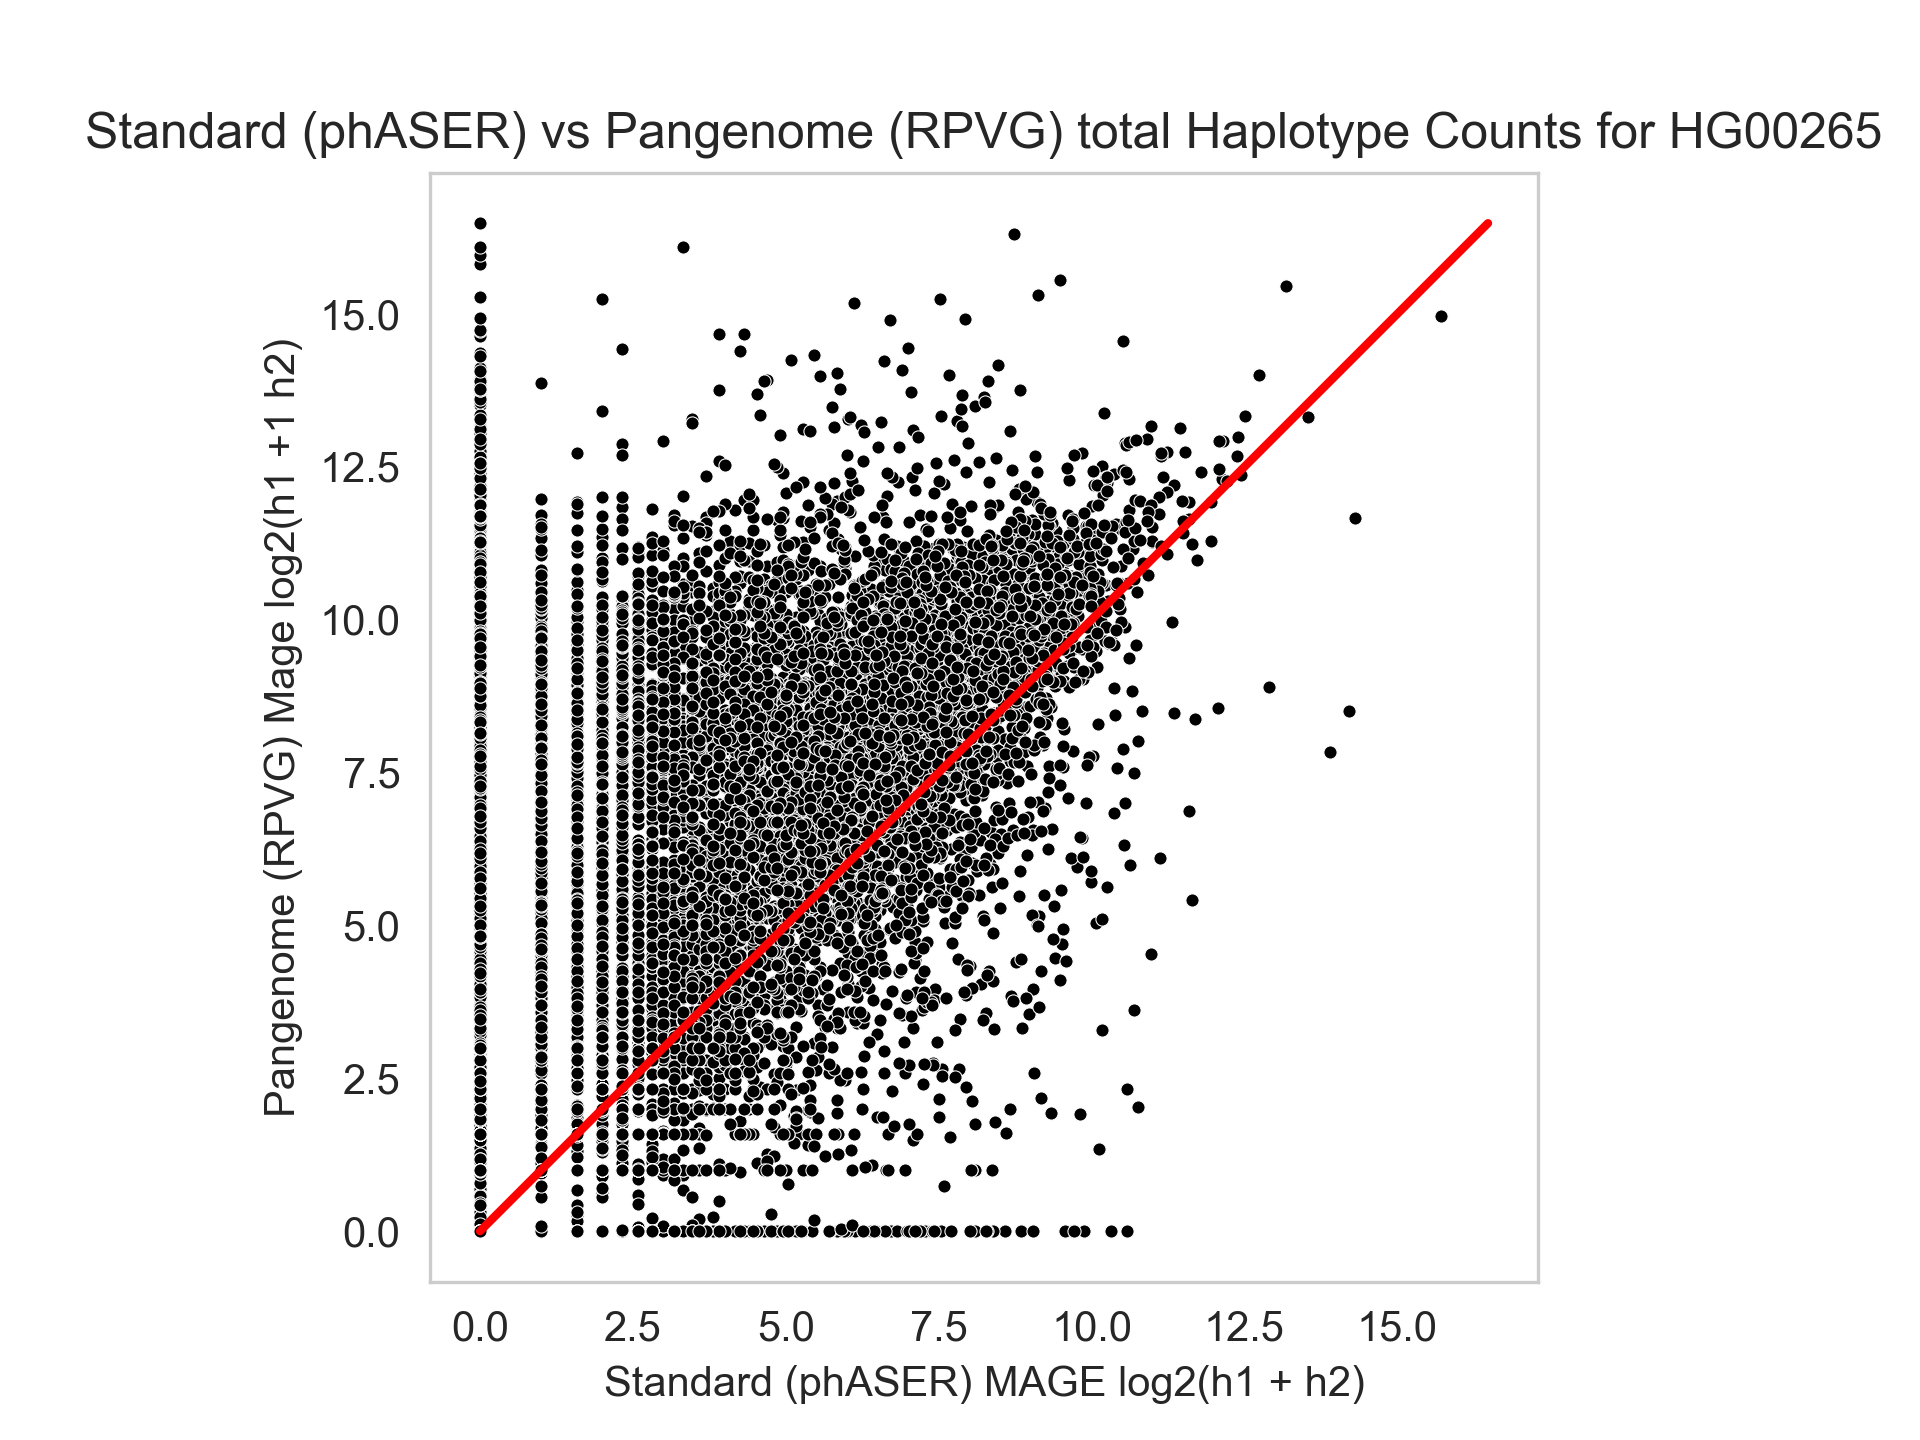 Standard (phASER) vs Pangenome (RPVG) total Haplotype Counts for HG00265
Pangenome (RPVG) Mage log2(h1 +1 h2)
15.0
12.5
10.0
7.5
5.0
2.5
0.0
0.0 2.5 5.0 7.5 10.0 12.5 15.0
Standard (phASER) MAGE log2(h1 + h2)